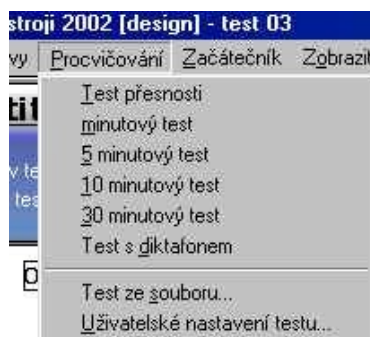 stroji 2002 [design] - test 03
vy Procvičování Začátečník Zobrazit
Test přesnosti
minutový test
5 minutový test
10 minutový test
30 minutový test
Test s diktafonem
Test ze souboru...
Uživatelské nastavení testu...